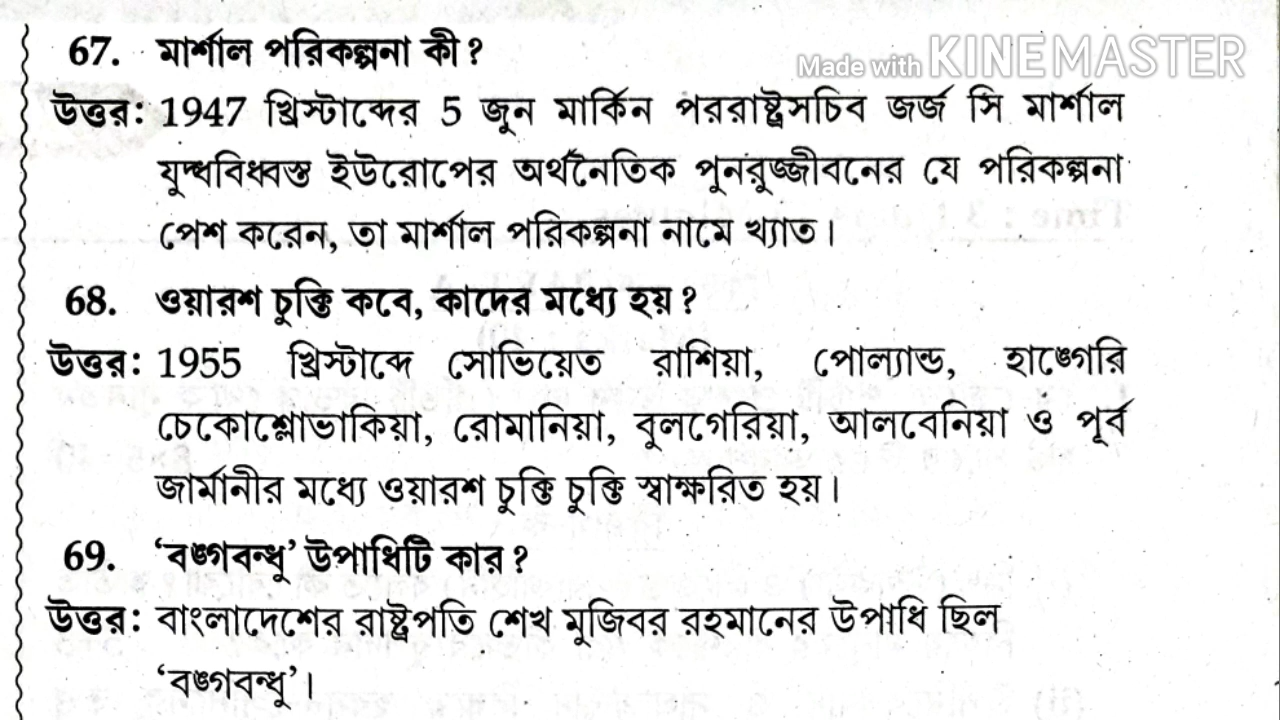 Made with KINEMASTER
67. মার্শাল পরিকল্পনা কী?
উত্তর: 1947 খ্রিস্টাব্দের 5 জুন মার্কিন পররাষ্ট্রসচিব জর্জ সি মার্শাল
যুদ্ধবিধ্বস্ত ইউরোপের অর্থনৈতিক পুনরুজ্জীবনের যে পরিকল্পনা
পেশ করেন, তা মার্শাল পরিকল্পনা নামে খ্যাত।
68. ওয়ারশ চুক্তি কবে, কাদের মধ্যে হয়?
উত্তর: 1955 খ্রিস্টাব্দে সোভিয়েত রাশিয়া, পোল্যান্ড, হাঙ্গেরি
চেকোশ্লোভাকিয়া, রোমানিয়া, বুলগেরিয়া, আলবেনিয়া ও পূর্ব
জার্মানীর মধ্যে ওয়ারশ চুক্তি চুক্তি স্বাক্ষরিত হয়।
69. ‘বঙ্গবন্ধু’ উপাধিটি কার?
উত্তর: বাংলাদেশের রাষ্ট্রপতি শেখ মুজিবর রহমানের উপাধি ছিল
‘বঙ্গবন্ধু’।